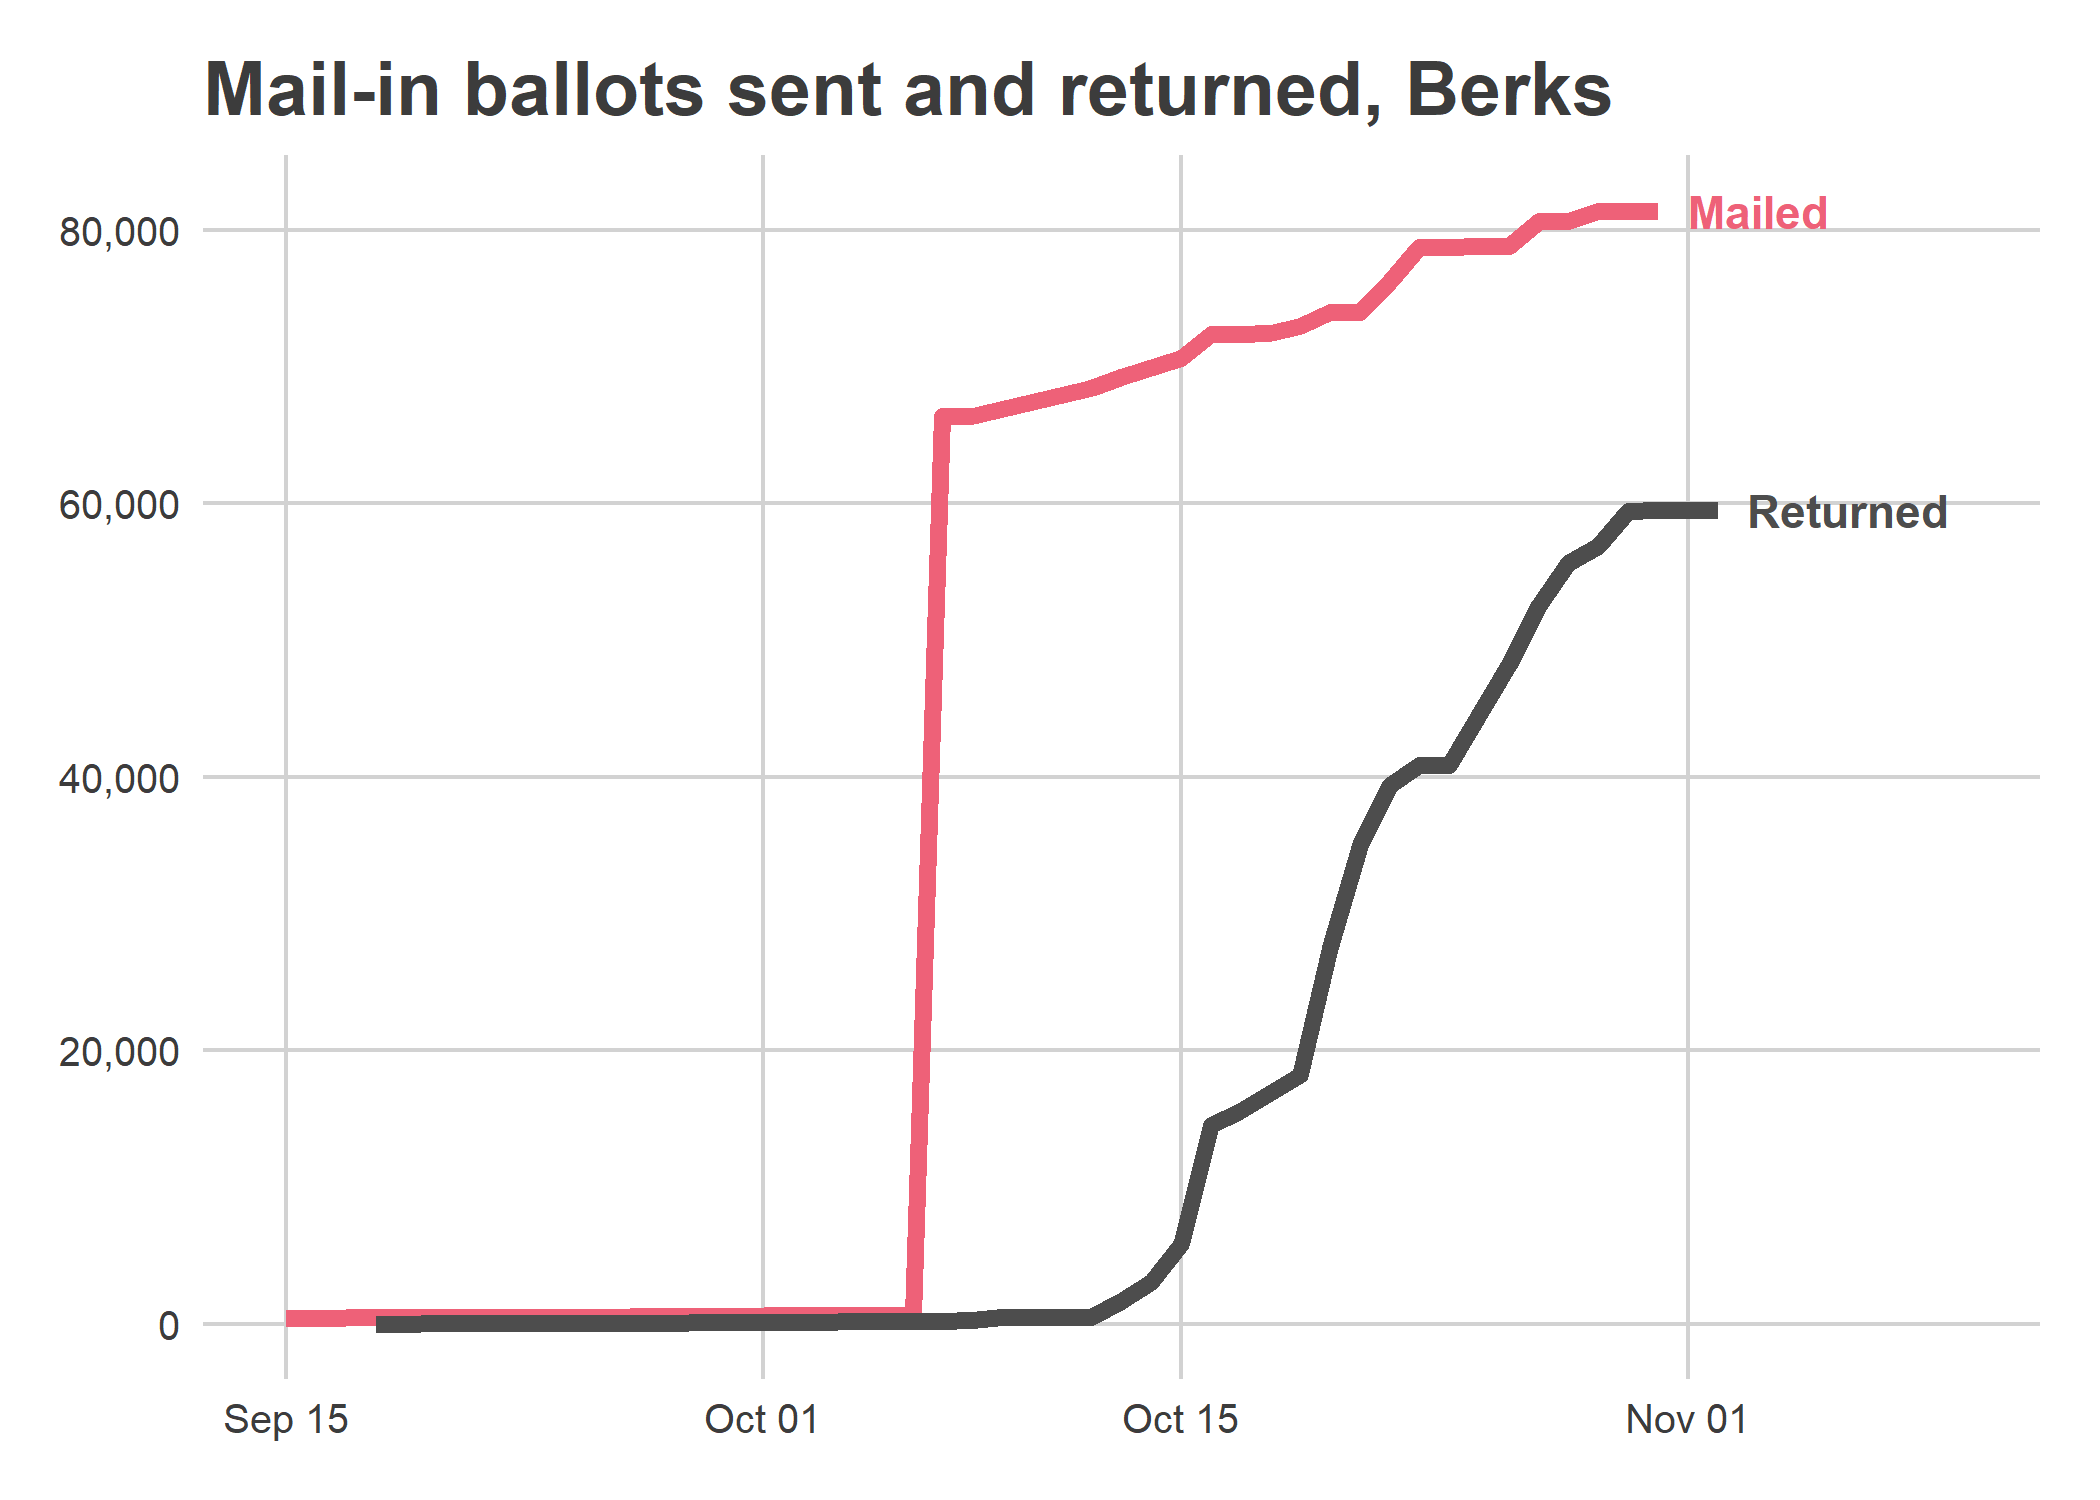 Mail-in ballots sent and returned, Berks
80,000
Mailed
60,000
Returned
40,000
20,000
0
Sep 15
Oct 01
Oct 15
Nov 01